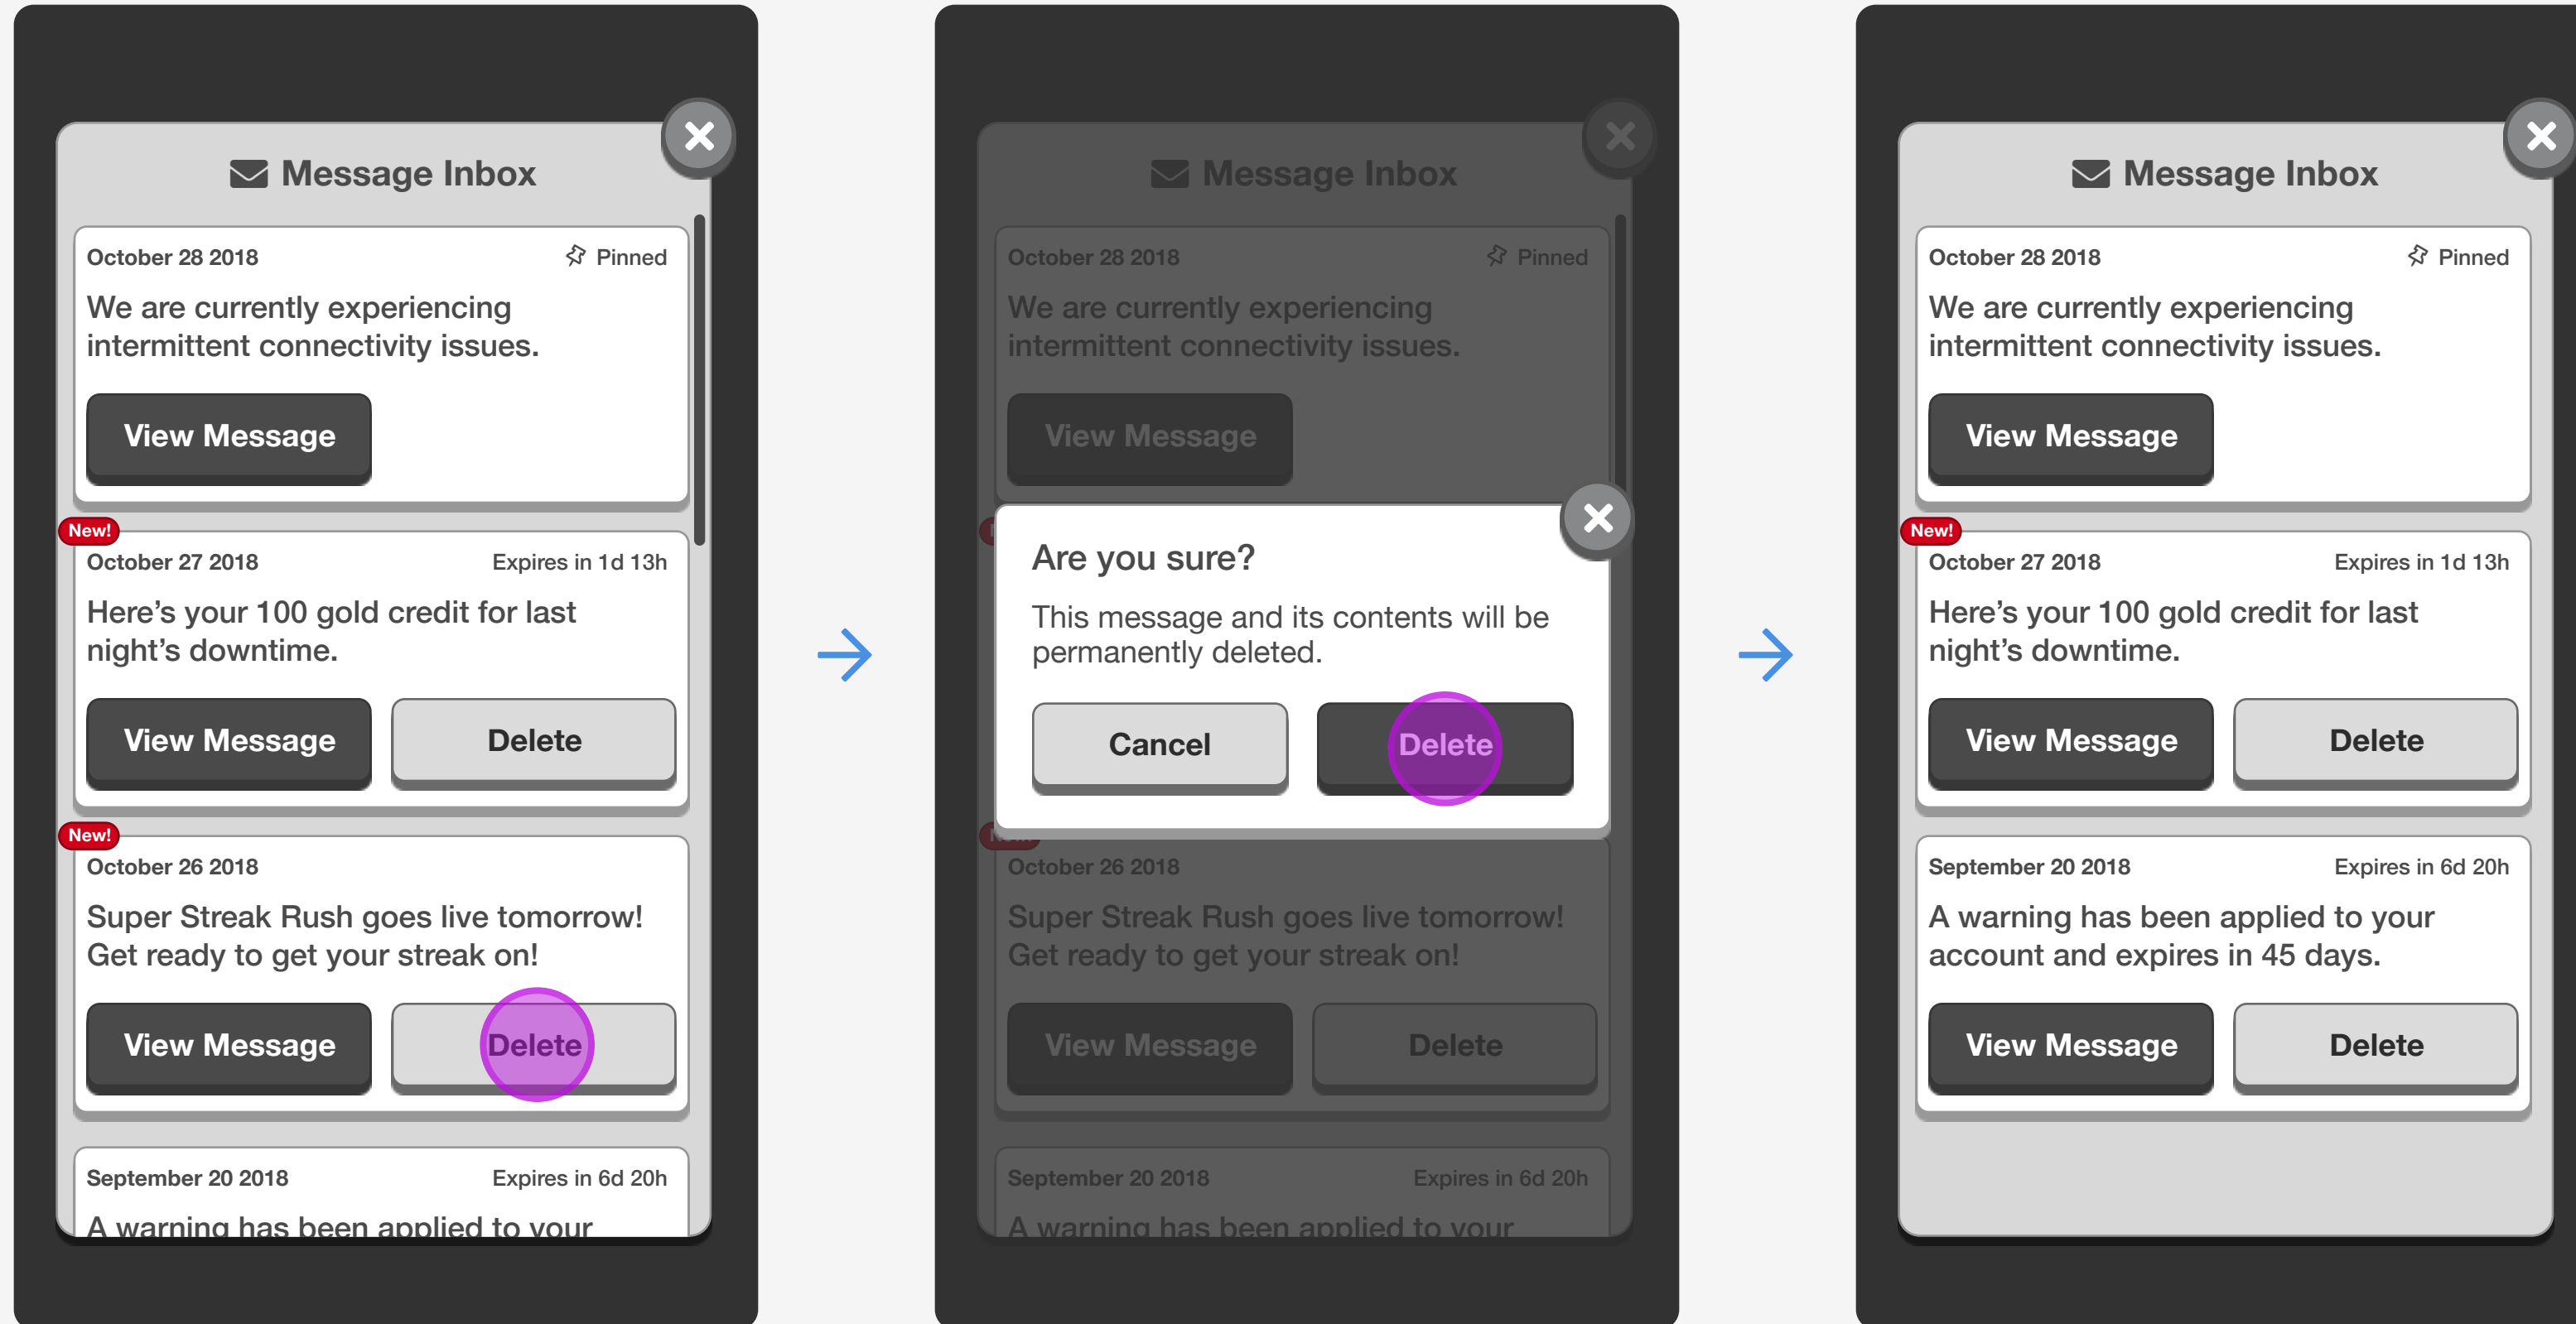 Message Inbox
October 28 2018 Pinned
We are currently experiencing
intermittent connectivity issues.
View Message
New!
October 27 2018 Expires in 1d 13h
Here’s your 100 gold credit for last
night’s downtime.
View Message Delete
New!
October 26 2018
Super Streak Rush goes live tomorrow!
Get ready to get your streak on!
View Message Delete
September 20 2018 Expires in 6d 20h
A warning has been applied to your
Message Inbox
October 28 2018 Pinned
We are currently experiencing
intermittent connectivity issues.
View Message
Are you sure?
This message and its contents will be
permanently deleted.
Cancel Delete
October 26 2018
Super Streak Rush goes live tomorrow!
Get ready to get your streak on!
View Message Delete
September 20 2018 Expires in 6d 20h
A warning has been applied to your
Message Inbox
October 28 2018 Pinned
We are currently experiencing
intermittent connectivity issues.
View Message
New!
October 27 2018 Expires in 1d 13h
Here’s your 100 gold credit for last
night’s downtime.
View Message Delete
September 20 2018 Expires in 6d 20h
A warning has been applied to your
account and expires in 45 days.
View Message Delete